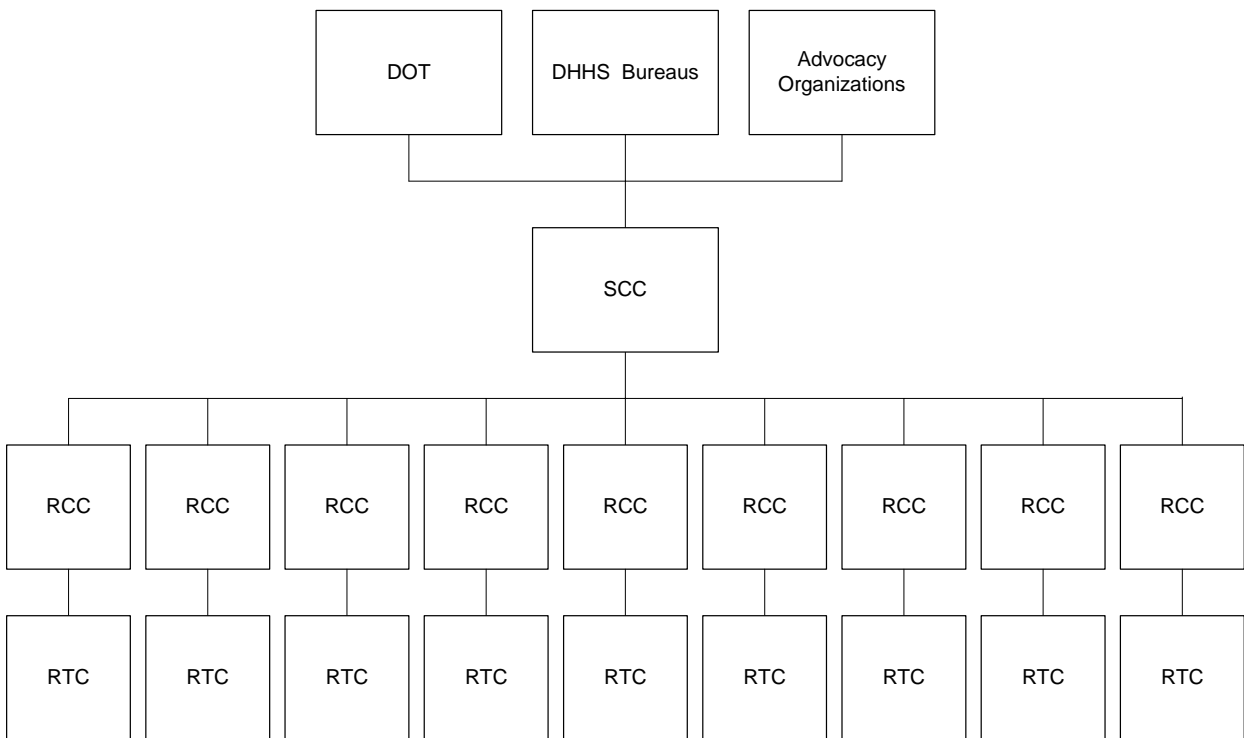 DOT
DHHS Bureaus
Advocacy
Organizations
SCC
RCC
RCC
RCC
RCC
RCC
RCC
RCC
RCC
RCC
RTC
RTC
RTC
RTC
RTC
RTC
RTC
RTC
RTC